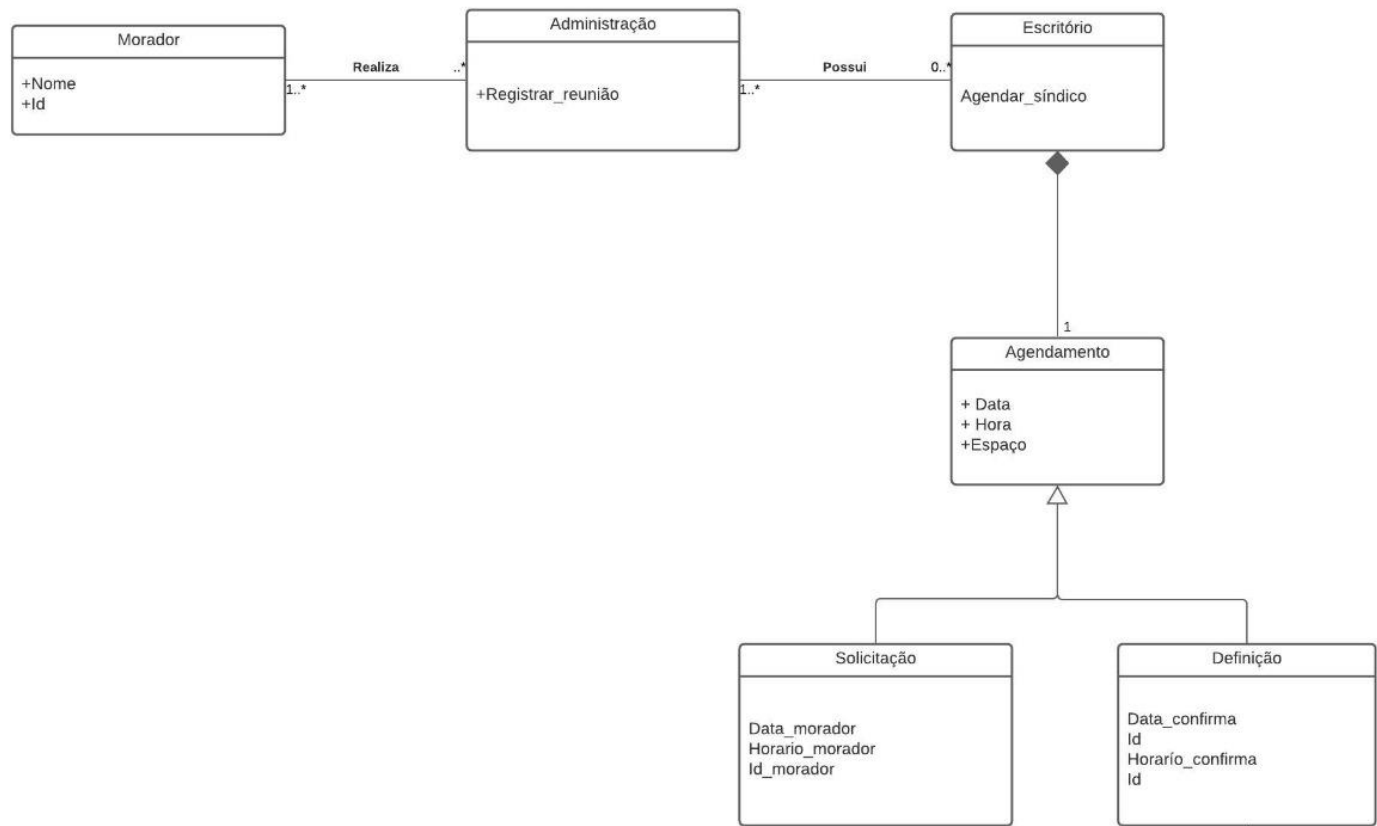 Morador
+Nome
+Id
Realiza
..*
1..*
Administração
+Registrar_reunião
Possui
0..*
1..*
Escritório
Agendar_síndico
1
Agendamento
+ Data
+ Hora
+Espaço
Solicitação
Data_morador
Horario_morador
Id_morador
Definição
Data_confirma
Id
Horarío_confirma
Id